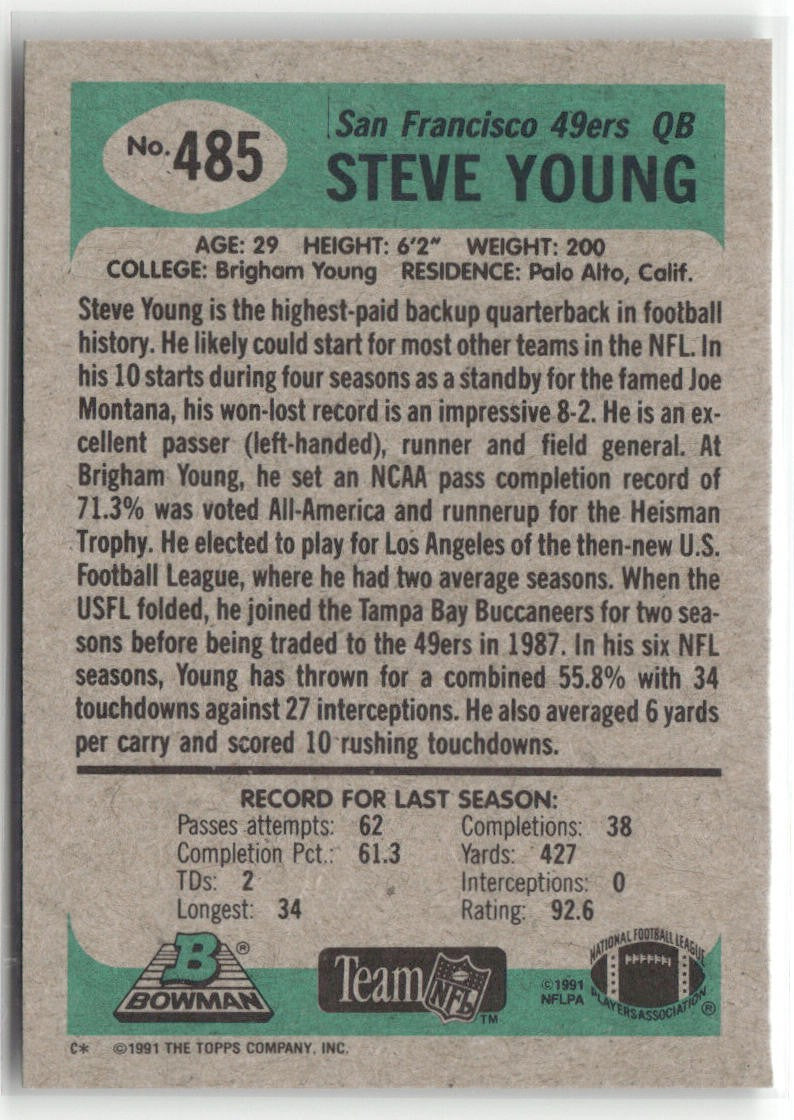 No. 485
San Francisco 49ers QB
STEVE YOUNG
AGE: 29 HEIGHT: 6'2" WEIGHT: 200
COLLEGE: Brigham Young RESIDENCE: Palo Alto, Calif.
Steve Young is the highest-paid backup quarterback in football
history. He likely could start for most other teams in the NFL. In
his 10 starts during four seasons as a standby for the famed Joe
Montana, his won-lost record is an impressive 8-2. He is an ex-
cellent passer (left-handed), runner and field general. At
Brigham Young, he set an NCAA pass completion record of
71.3% was voted All-America and runnerup for the Heisman
Trophy. He elected to play for Los Angeles of the then-new U.S.
Football League, where he had two average seasons. When the
USFL folded, he joined the Tampa Bay Buccaneers for two sea-
sons before being traded to the 49ers in 1987. In his six NFL
seasons, Young has thrown for a combined 55.8% with 34
touchdowns against 27 interceptions. He also averaged 6 yards
per carry and scored 10 rushing touchdowns.
RECORD FOR LAST SEASON:
Passes attempts: 62 Completions: 38
Completion Pct.: 61.3 Yards: 427
TDs: 2 Interceptions: 0
Longest: 34 Rating: 92.6
B ®
BOWMAN
Team NFL ™
©1991
NFLPA
NATIONAL FOOTBALL LEAGUE
PLAYERS ASSOCIATION ®
C* ©1991 THE TOPPS COMPANY, INC.